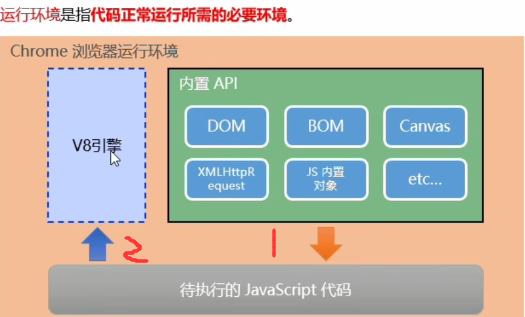 运行环境是指代码正常运行所需的必要环境。
Chrome 浏览器运行环境
内置 API
V8引擎
DOM
BOM
Canvas
XMLHttpR
equest
JS 内置
对象
etc...
2
1
待执行的 JavaScript 代码